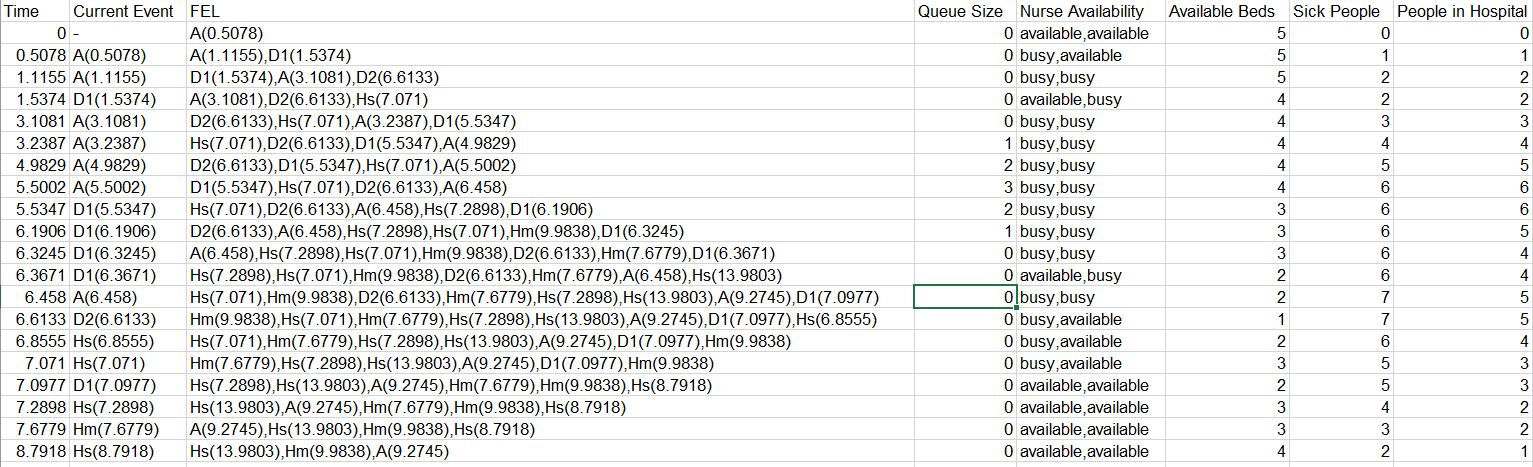 Time Current Event FEL Queue Size Nurse Availability Available Beds Sick People People in Hospital
0 - A(0.5078) 0 available,available 5 0 0
0.5078 A(0.5078) A(1.1155),D1(1.5374) 0 busy,available 5 1 1
1.1155 A(1.1155) D1(1.5374),A(3.1081),D2(6.6133) 0 busy,busy 5 2 2
1.5374 D1(1.5374) A(3.1081),D2(6.6133),Hs(7.071) 0 available,busy 4 2 2
3.1081 A(3.1081) D2(6.6133),Hs(7.071),A(3.2387),D1(5.5347) 0 busy,busy 4 3 3
3.2387 A(3.2387) Hs(7.071),D2(6.6133),D1(5.5347),A(4.9829) 1 busy,busy 4 4 4
4.9829 A(4.9829) D2(6.6133),D1(5.5347),Hs(7.071),A(5.5002) 2 busy,busy 4 5 5
5.5002 A(5.5002) D1(5.5347),Hs(7.071),D2(6.6133),A(6.458) 3 busy,busy 4 6 6
5.5347 D1(5.5347) Hs(7.071),D2(6.6133),A(6.458),Hs(7.2898),D1(6.1906) 2 busy,busy 3 6 6
6.1906 D1(6.1906) D2(6.6133),A(6.458),Hs(7.2898),Hs(7.071),Hm(9.9838),D1(6.3245) 1 busy,busy 3 6 5
6.3245 D1(6.3245) A(6.458),Hs(7.2898),Hs(7.071),Hm(9.9838),D2(6.6133),Hm(7.6779),D1(6.3671) 0 busy,busy 3 6 4
6.3671 D1(6.3671) Hs(7.2898),Hs(7.071),Hm(9.9838),D2(6.6133),Hm(7.6779),A(6.458),Hs(13.9803) 0 available,busy 2 6 4
6.458 A(6.458) Hs(7.071),Hm(9.9838),D2(6.6133),Hm(7.6779),Hs(7.2898),Hs(13.9803),A(9.2745),D1(7.0977) 0 busy,busy 2 7 5
6.6133 D2(6.6133) Hm(9.9838),Hs(7.071),Hm(7.6779),Hs(7.2898),Hs(13.9803),A(9.2745),D1(7.0977),Hs(6.8555) 0 busy,available 1 7 5
6.8555 Hs(6.8555) Hs(7.071),Hm(7.6779),Hs(7.2898),Hs(13.9803),A(9.2745),D1(7.0977),Hm(9.9838) 0 busy,available 2 6 4
7.071 Hs(7.071) Hm(7.6779),Hs(7.2898),Hs(13.9803),A(9.2745),D1(7.0977),Hm(9.9838) 0 busy,available 3 5 3
7.0977 D1(7.0977) Hs(7.2898),Hs(13.9803),A(9.2745),Hm(7.6779),Hm(9.9838),Hs(8.7918) 0 available,available 2 5 3
7.2898 Hs(7.2898) Hs(13.9803),A(9.2745),Hm(7.6779),Hm(9.9838),Hs(8.7918) 0 available,available 3 4 2
7.6779 Hm(7.6779) A(9.2745),Hs(13.9803),Hm(9.9838),Hs(8.7918) 0 available,available 3 3 2
8.7918 Hs(8.7918) Hs(13.9803),Hm(9.9838),A(9.2745) 0 available,available 4 2 1